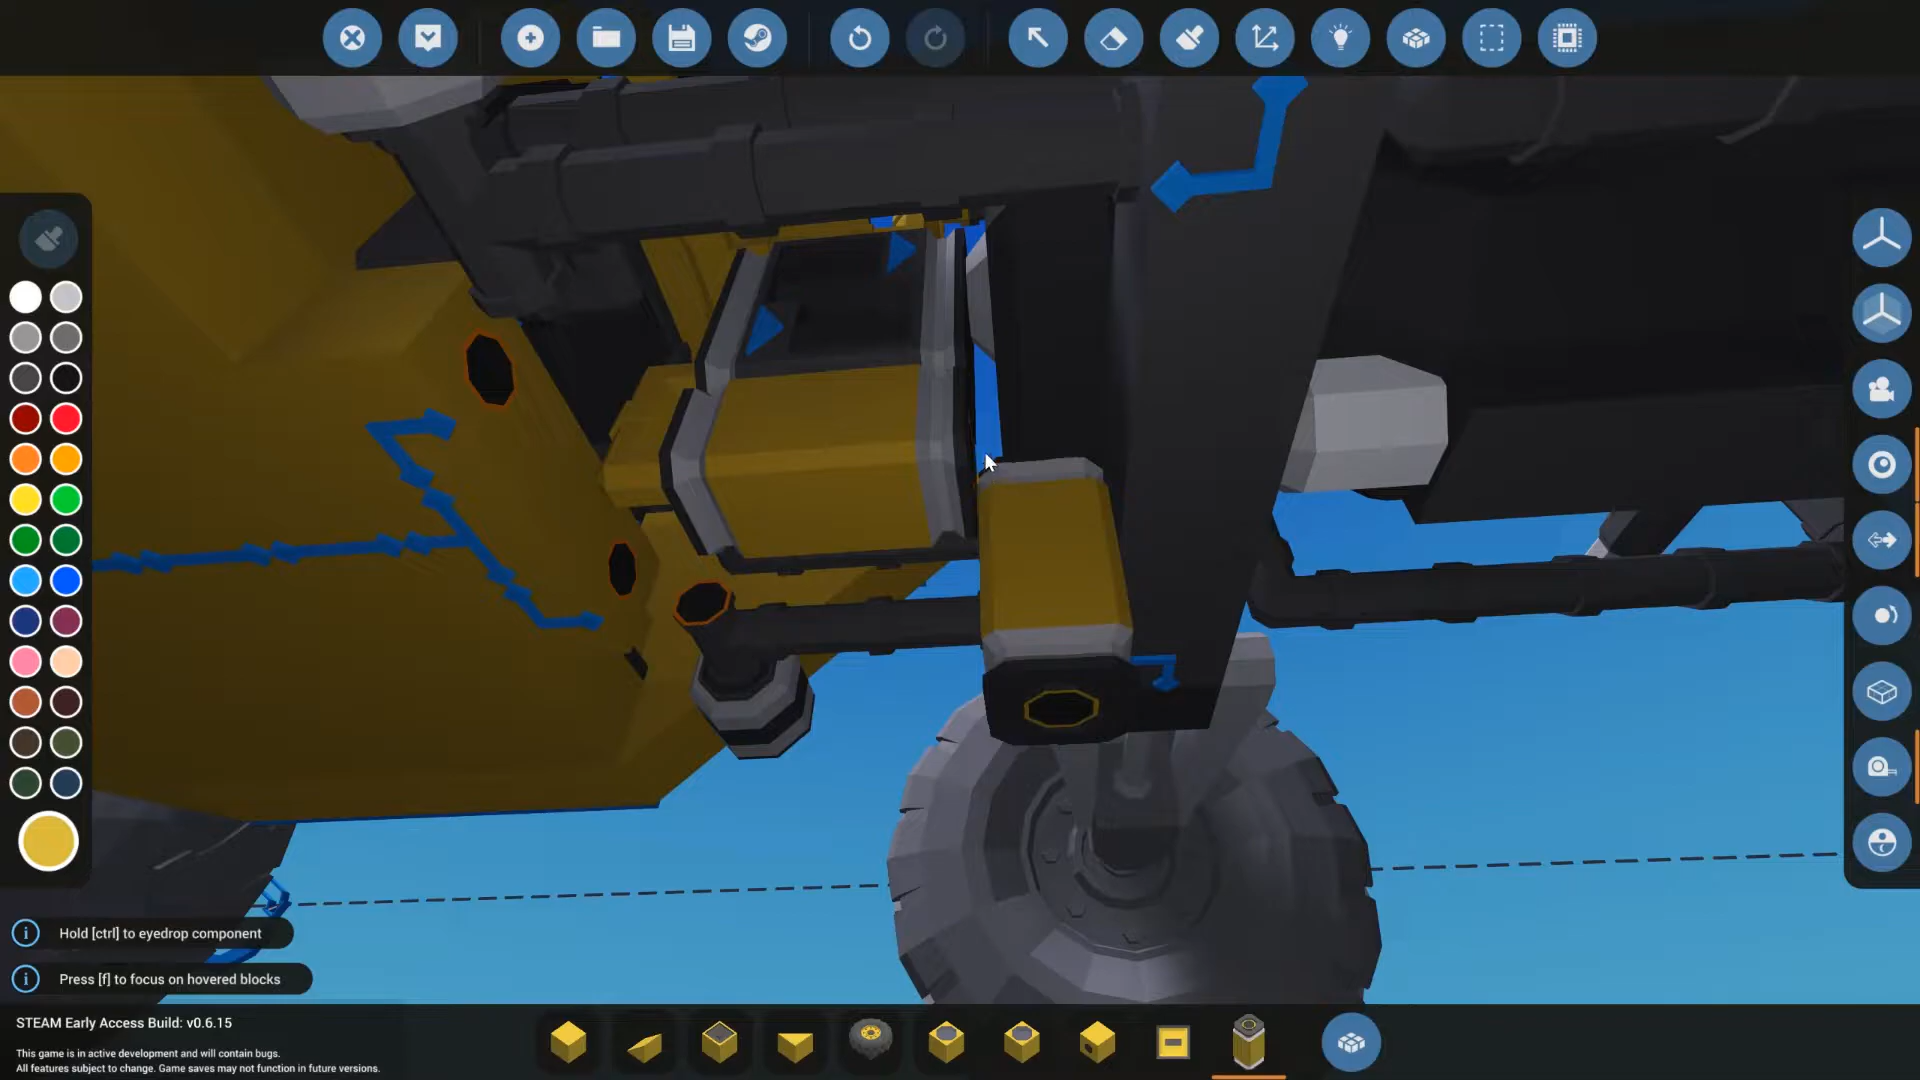 Hold [ctrl] to eyedrop component
Press [f] to focus on hovered blocks
STEAM Early Access Build: v0.6.15
This game is in active development and will contain bugs.
All features subject to change. Game saves may not function in future versions.